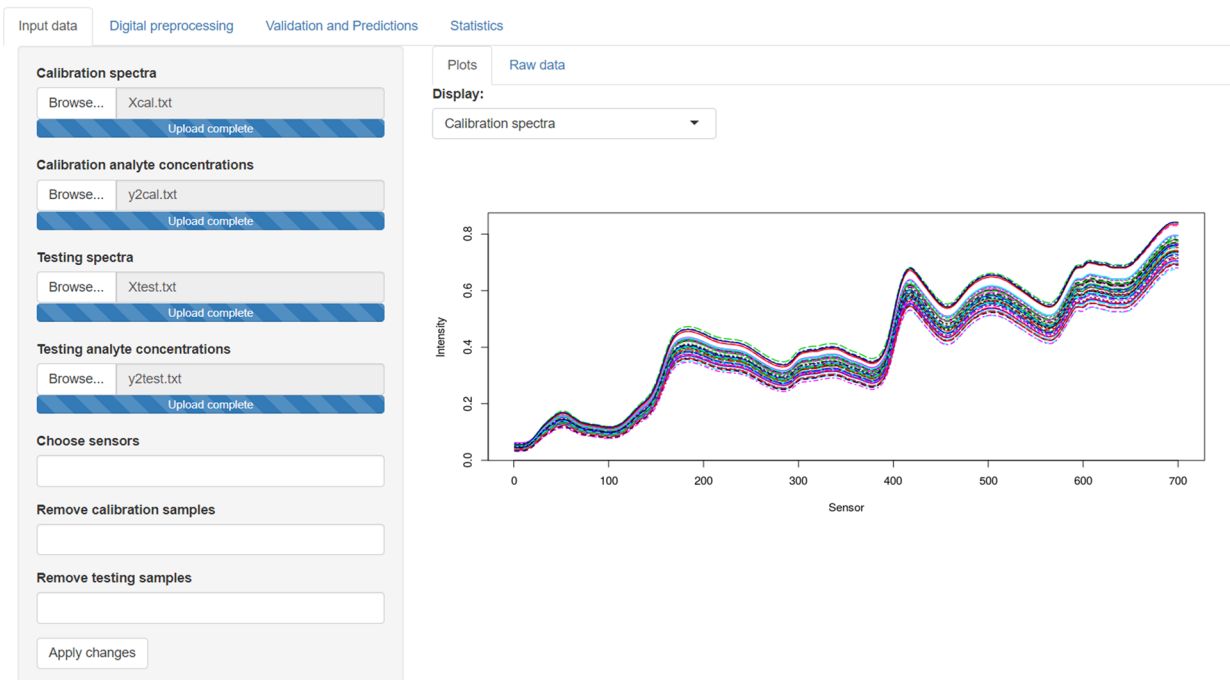 Input data Digital preprocessing Validation and Predictions Statistics
Calibration spectra
Browse... Xcal.txt
Upload complete
Calibration analyte concentrations
Browse... y2cal.txt
Upload complete
Testing spectra
Browse... Xtest.txt
Upload complete
Testing analyte concentrations
Browse... y2test.txt
Upload complete
Choose sensors
Remove calibration samples
Remove testing samples
Apply changes
Plots Raw data
Display:
Calibration spectra
Intensity
0.8
0.6
0.4
0.2
0.0
0 100 200 300 400 500 600 700
Sensor